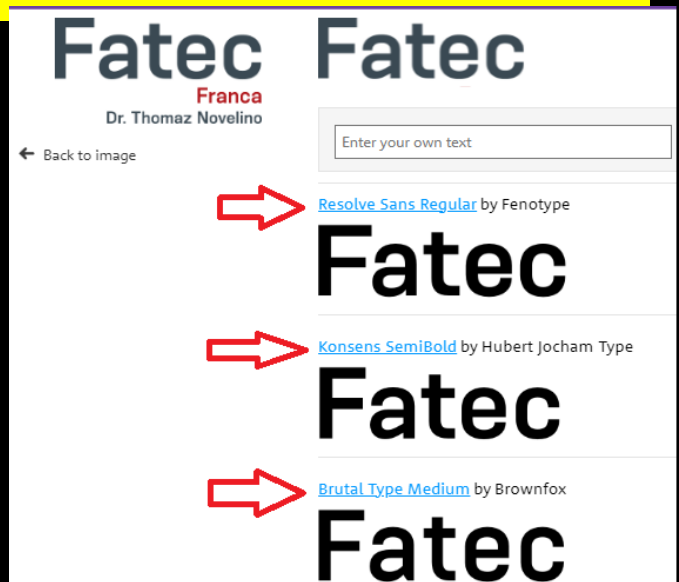 Fatec
Franca
Dr. Thomaz Novelino
← Back to image
Fatec
Enter your own text
Resolve Sans Regular by Fenotype
Fatec
Konsens SemiBold by Hubert Jocham Type
Fatec
Brutal Type Medium by Brownfox
Fatec